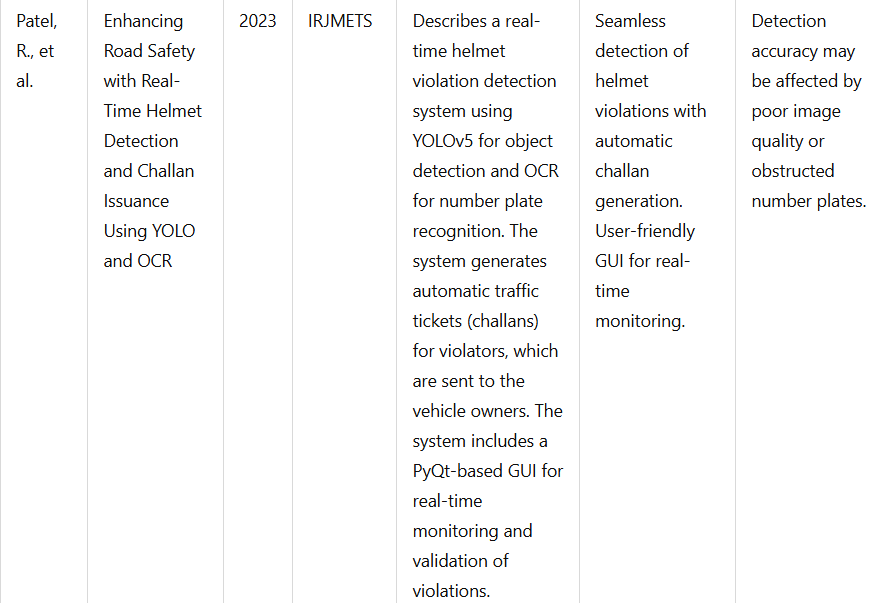 Patel,
R., et
al.
Enhancing
Road Safety
with Real-
Time Helmet
Detection
and Challan
Issuance
Using YOLO
and OCR
2023
IRJMETS
Describes a real-
time helmet
violation detection
system using
YOLOv5 for object
detection and OCR
for number plate
recognition. The
system generates
automatic traffic
tickets (challans)
for violators, which
are sent to the
vehicle owners. The
system includes a
PyQt-based GUI for
real-time
monitoring and
validation of
violations.
Seamless
detection of
helmet
violations with
automatic
challan
generation.
User-friendly
GUI for real-
time
monitoring.
Detection
accuracy may
be affected by
poor image
quality or
obstructed
number plates.